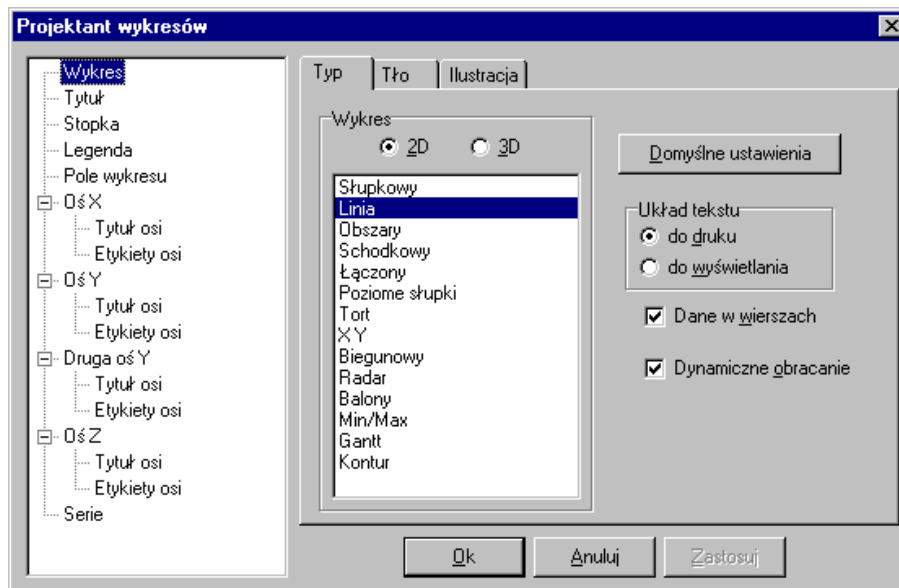 Projektant wykresów
Wykres
Tytuł
Stopka
Legenda
Pole wykresu
Oś X
Tytuł osi
Etykiety osi
Oś Y
Tytuł osi
Etykiety osi
Druga oś Y
Tytuł osi
Etykiety osi
Oś Z
Tytuł osi
Etykiety osi
Serie
Typ
Tło
Ilustracja
Wykres
2D
3D
Słupkowy
Linia
Obszary
Schodkowy
Łączony
Poziome słupki
Tort
X Y
Biegunowy
Radar
Balony
Min/Max
Gantt
Kontur
Domyślne ustawienia
Układ tekstu
do druku
do wyświetlania
Dane w wierszach
Dynamiczne obracanie
Ok
Anuluj
Zastosuj